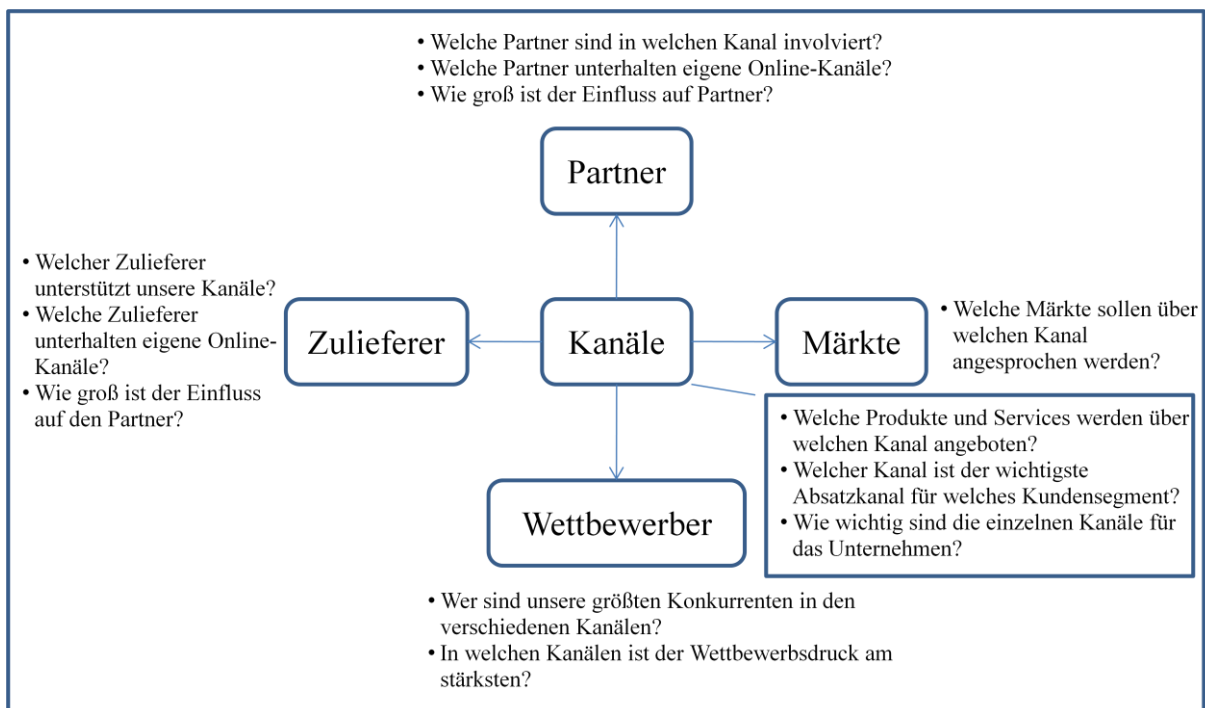 • Welche Partner sind in welchen Kanal involviert?
• Welche Partner unterhalten eigene Online-Kanäle?
• Wie groß ist der Einfluss auf Partner?
Partner
• Welcher Zulieferer
unterstützt unsere Kanäle?
• Welche Zulieferer
unterhalten eigene Online-
Kanäle?
• Wie groß ist der Einfluss
auf den Partner?
Zulieferer
Kanäle
Märkte
• Welche Märkte sollen über
welchen Kanal
angesprochen werden?
• Welche Produkte und Services werden über
welchen Kanal angeboten?
• Welcher Kanal ist der wichtigste
Absatzkanal für welches Kundensegment?
• Wie wichtig sind die einzelnen Kanäle für
das Unternehmen?
Wettbewerber
• Wer sind unsere größten Konkurrenten in den
verschiedenen Kanälen?
• In welchen Kanälen ist der Wettbewerbsdruck am
stärksten?